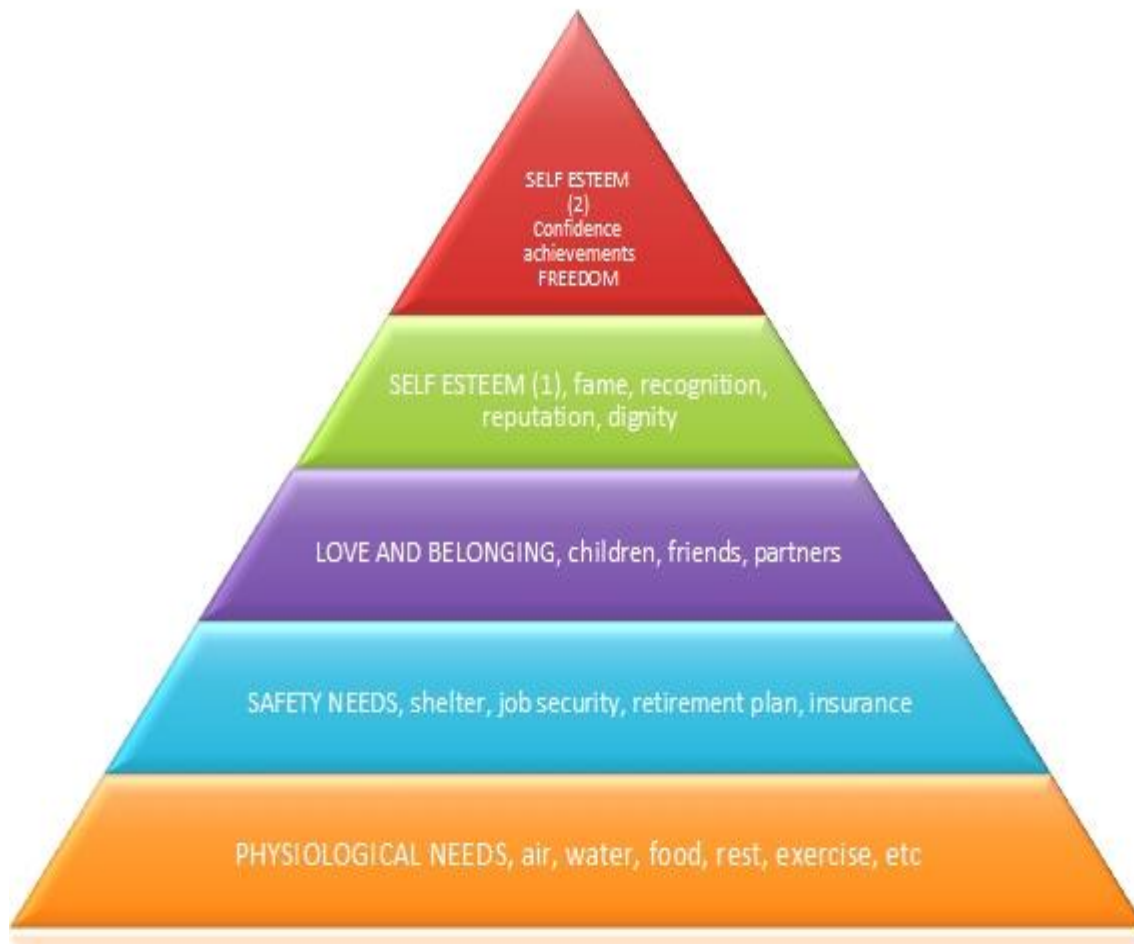 SELF ESTEEM
(2)
Confidence
achievements
FREEDOM
SELF ESTEEM (1), fame, recognition,
reputation, dignity
LOVE AND BELONGING, children, friends, partners
SAFETY NEEDS, shelter, job security, retirement plan, insurance
PHYSIOLOGICAL NEEDS, air, water, food, rest, exercise, etc